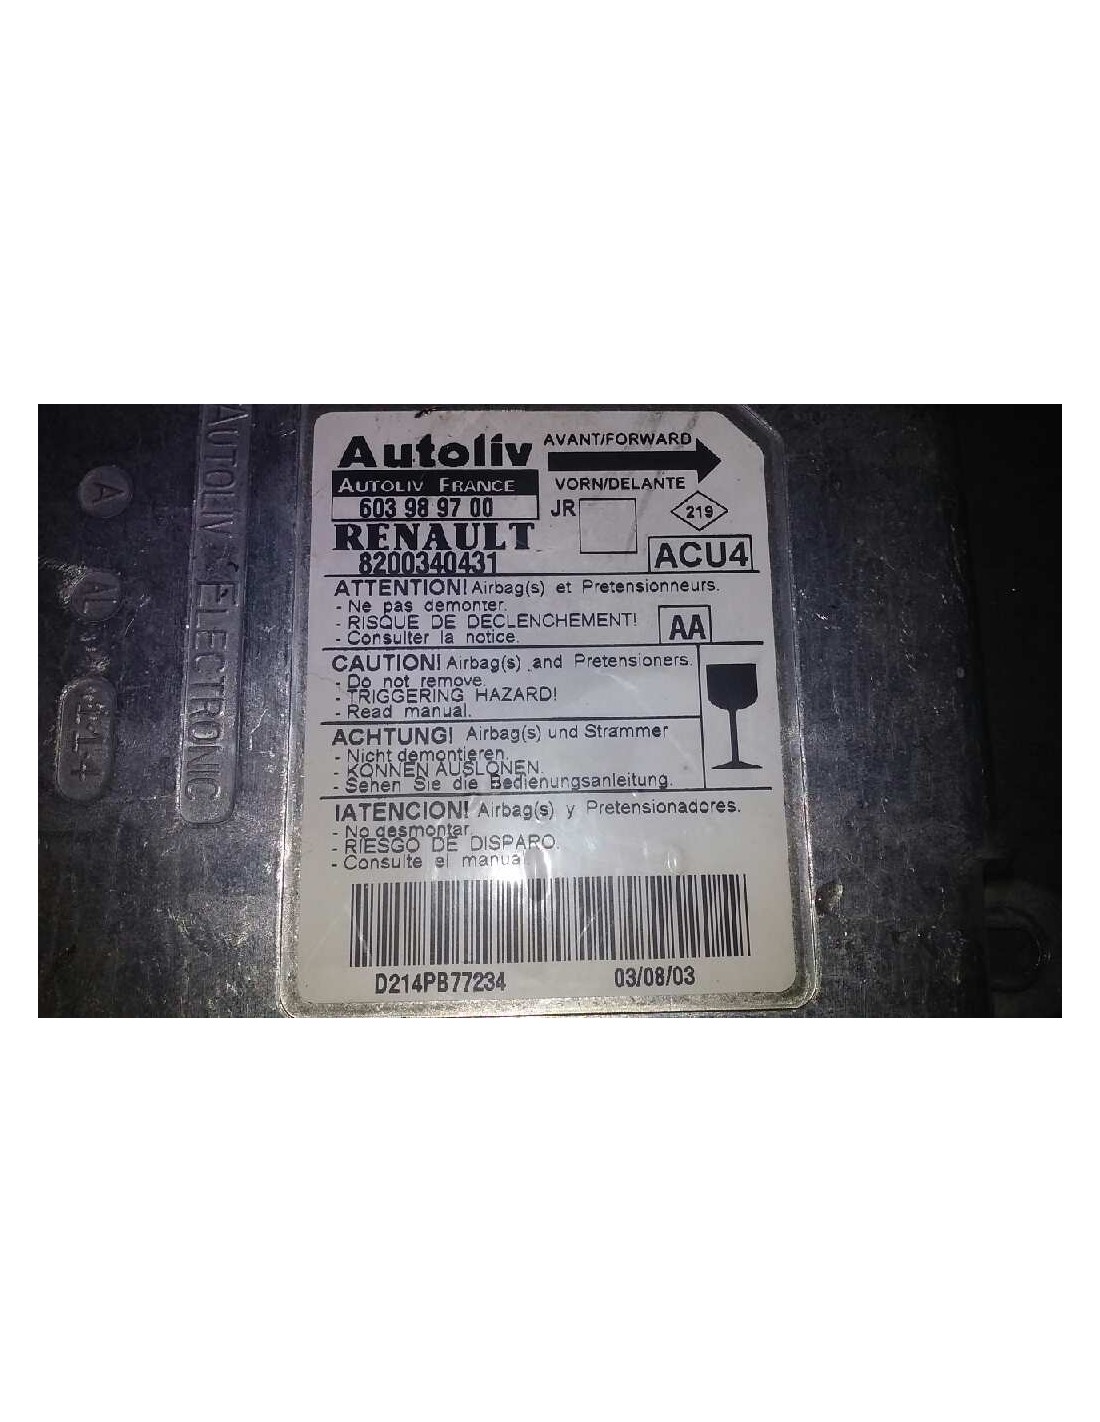 Autoliv
AVANT/FORWARD
AUTOLIV FRANCE
VORN/DELANTE
603 98 97 00
JR
219
RENAULT
8200340431
ACU4
ATTENTION! Airbag(s) et Pretensionneurs.
- Ne pas demonter.
- RISQUE DE DECLENCHEMENT!
- Consulter la notice.
AA
CAUTION! Airbag(s) and Pretensioners.
- Do not remove.
- TRIGGERING HAZARD!
- Read manual.
ACHTUNG! Airbag(s) und Strammer
- Nicht demontieren.
- KONNEN AUSLONEN.
- Sehen Sie die Bedienungsanleitung.
IATENCION! Airbag(s) y Pretensionadores.
- No desmontar
- RIESGO DE DISPARO.
- Consulte el manual
D214PB77234
03/08/03
AUTOLIV ELECTRONIC
A
AL